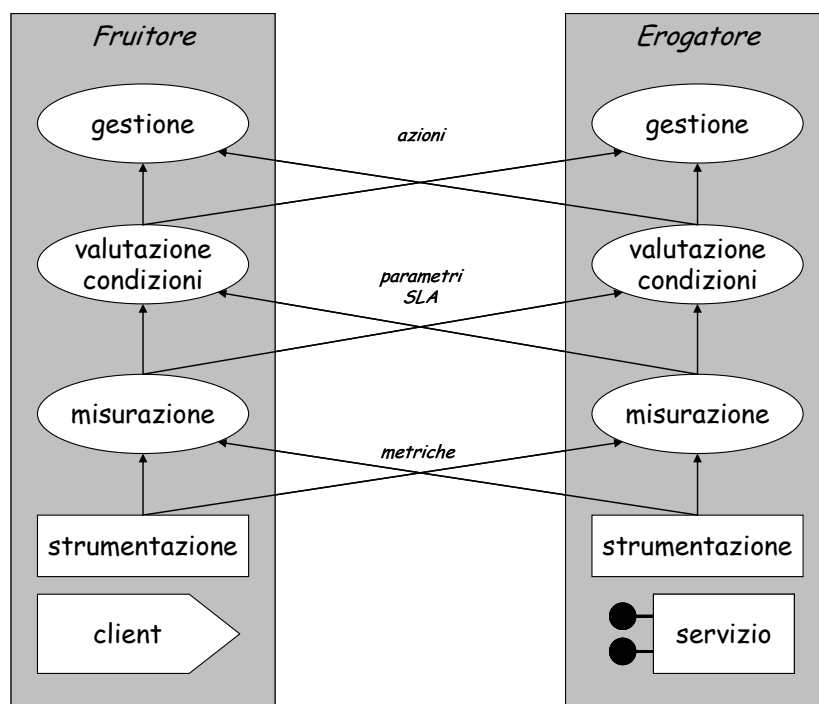 Fruitore
Erogatore
gestione
azioni
gestione
valutazione
condizioni
parametri
SLA
valutazione
condizioni
misurazione
metriche
misurazione
strumentazione
strumentazione
client
servizio